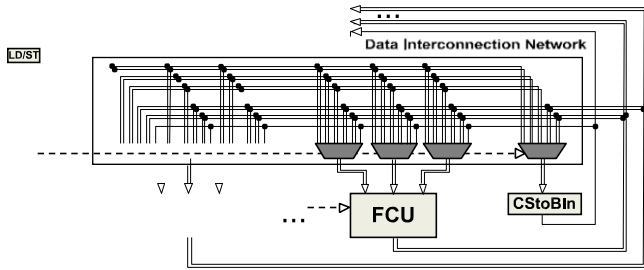 ...
Data Interconnection Network
LD/ST
CStoBIn
FCU
...